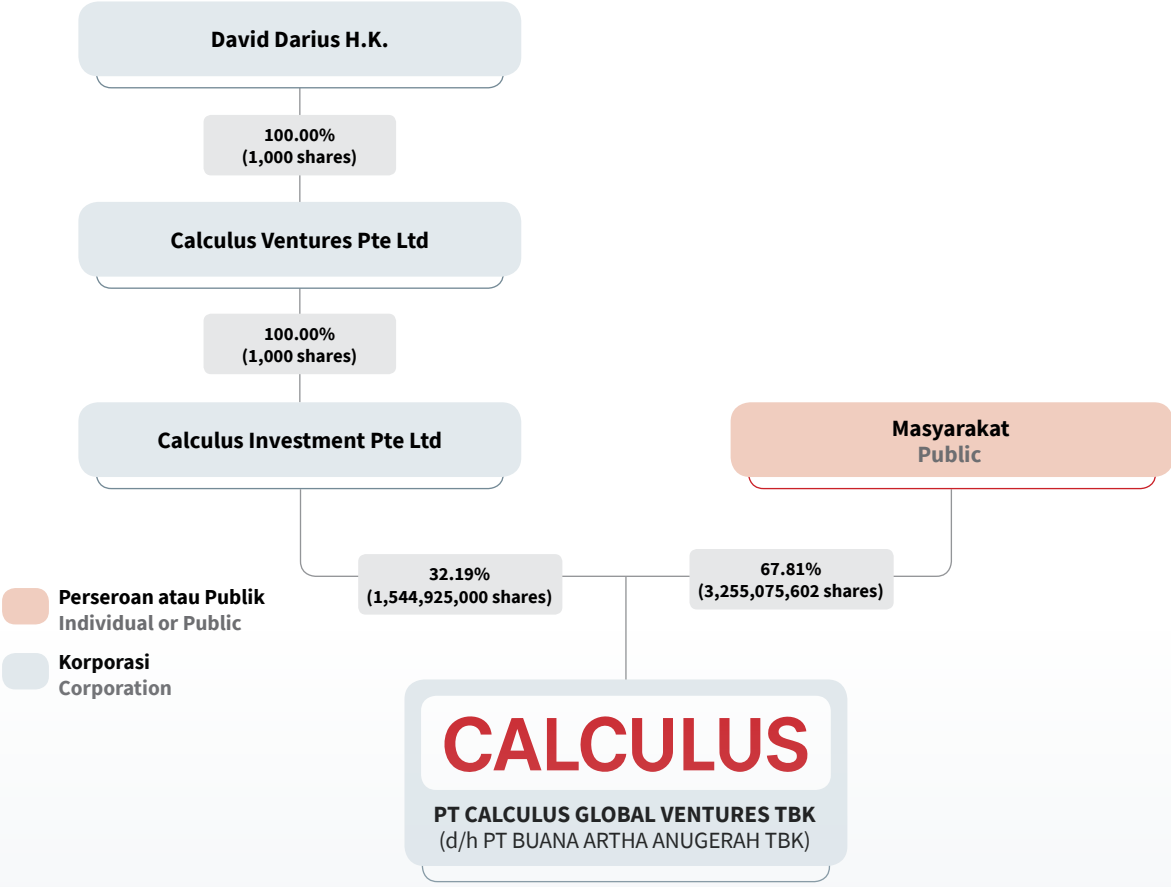 David Darius H.K.
100.00%
(1,000 shares)
Calculus Ventures Pte Ltd
100.00%
(1,000 shares)
Calculus Investment Pte Ltd
Masyarakat
Public
32.19%
(1,544,925,000 shares)
67.81%
(3,255,075,602 shares)
Perseroan atau Publik
Individual or Public
Korporasi
Corporation
CALCULUS
PT CALCULUS GLOBAL VENTURES TBK
(d/h PT BUANA ARTHA ANUGERAH TBK)